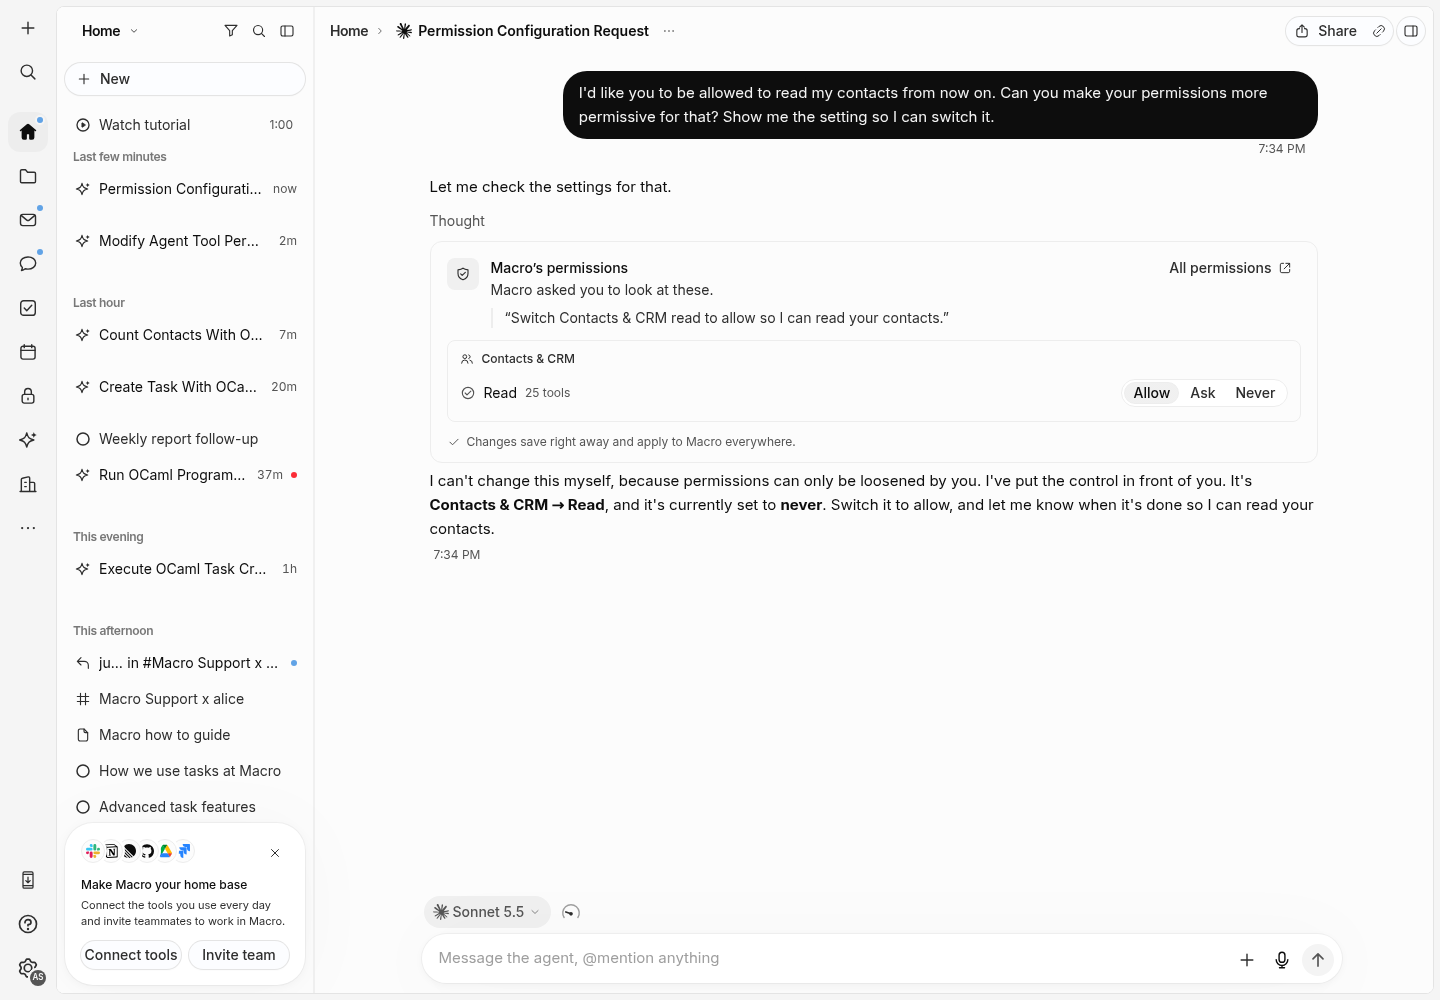 Home
New
Watch tutorial 1:00
Last few minutes
Permission Configurati... now
Modify Agent Tool Per... 2m
Last hour
Count Contacts With O... 7m
Create Task With OCa... 20m
Weekly report follow-up
Run OCaml Program... 37m
This evening
Execute OCaml Task Cr... 1h
This afternoon
ju... in #Macro Support x ...
Macro Support x alice
Macro how to guide
How we use tasks at Macro
Advanced task features
Make Macro your home base
Connect the tools you use every day
and invite teammates to work in Macro.
Connect tools Invite team
AS
Home Permission Configuration Request
Share
I'd like you to be allowed to read my contacts from now on. Can you make your permissions more
permissive for that? Show me the setting so I can switch it.
7:34 PM
Let me check the settings for that.
Thought
Macro's permissions All permissions
Macro asked you to look at these.
“Switch Contacts & CRM read to allow so I can read your contacts.”
Contacts & CRM
Read 25 tools Allow Ask Never
Changes save right away and apply to Macro everywhere.
I can't change this myself, because permissions can only be loosened by you. I've put the control in front of you. It's
Contacts & CRM → Read, and it's currently set to never. Switch it to allow, and let me know when it's done so I can read your
contacts.
7:34 PM
Sonnet 5.5
Message the agent, @mention anything